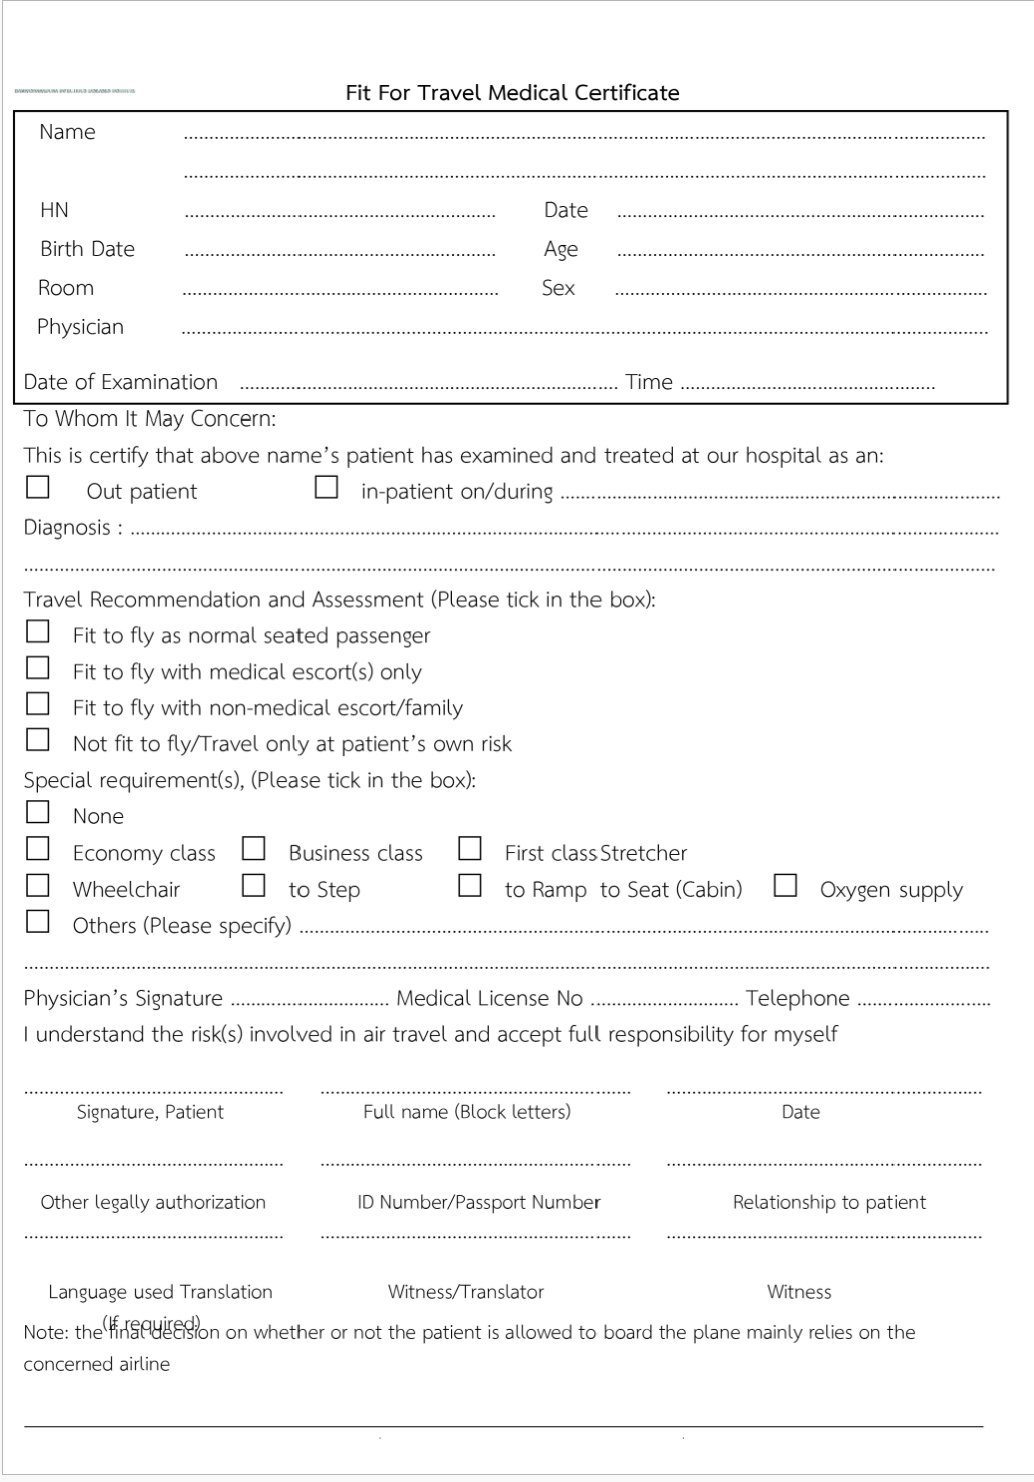 Fit For Travel Medical Certificate
Name ........................................
........................................
HN .................... Date ....................
Birth Date .................... Age ....................
Room .................... Sex ....................
Physician ........................................
Date of Examination .................... Time ....................
To Whom It May Concern:
This is certify that above name's patient has examined and treated at our hospital as an:
☐ Out patient ☐ in-patient on/during ....................
Diagnosis : ........................................
........................................
Travel Recommendation and Assessment (Please tick in the box):
☐ Fit to fly as normal seated passenger
☐ Fit to fly with medical escort(s) only
☐ Fit to fly with non-medical escort/family
☐ Not fit to fly/Travel only at patient's own risk
Special requirement(s), (Please tick in the box):
☐ None
☐ Economy class ☐ Business class ☐ First class Stretcher
☐ Wheelchair ☐ to Step ☐ to Ramp to Seat (Cabin) ☐ Oxygen supply
☐ Others (Please specify) ........................................
........................................
Physician's Signature .................... Medical License No .................... Telephone ....................
I understand the risk(s) involved in air travel and accept full responsibility for myself
.................... .................... ....................
Signature, Patient Full name (Block letters) Date
.................... .................... ....................
Other legally authorization ID Number/Passport Number Relationship to patient
.................... .................... ....................
Language used Translation Witness/Translator Witness
(If required)
Note: the final decision on whether or not the patient is allowed to board the plane mainly relies on the
concerned airline